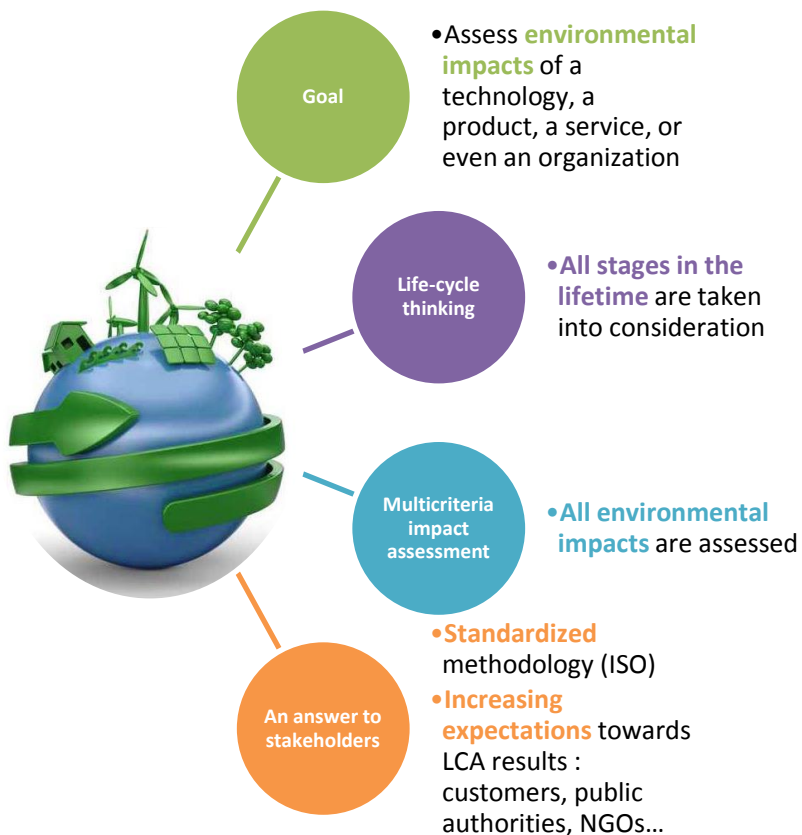 Goal
•Assess environmental
impacts of a
technology, a
product, a service, or
even an organization
Life-cycle
thinking
•All stages in the
lifetime are taken
into consideration
Multicriteria
impact
assessment
•All environmental
impacts are assessed
An answer to
stakeholders
•Standardized
methodology (ISO)
•Increasing
expectations towards
LCA results :
customers, public
authorities, NGOs...